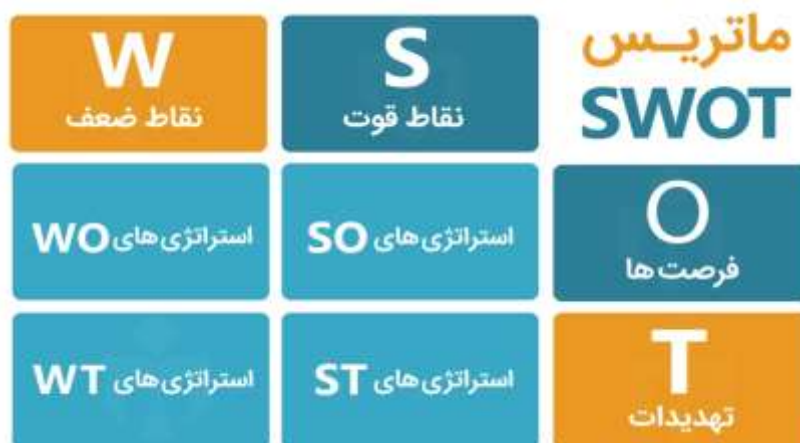 ماتریس
SWOT
S
نقاط قوت
W
نقاط ضعف
O
فرصت ها
استراتژی های SO
استراتژی های WO
T
تهدیدات
استراتژی های ST
استراتژی های WT